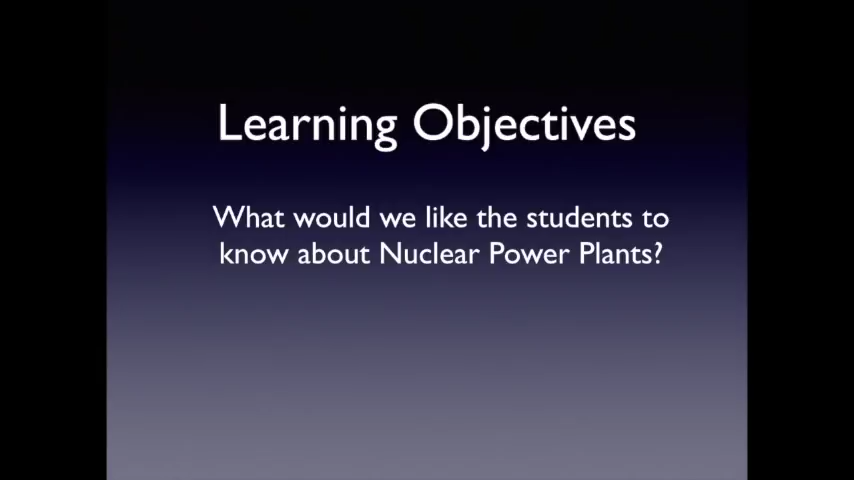 Learning Objectives
What would we like the students to
know about Nuclear Power Plants?